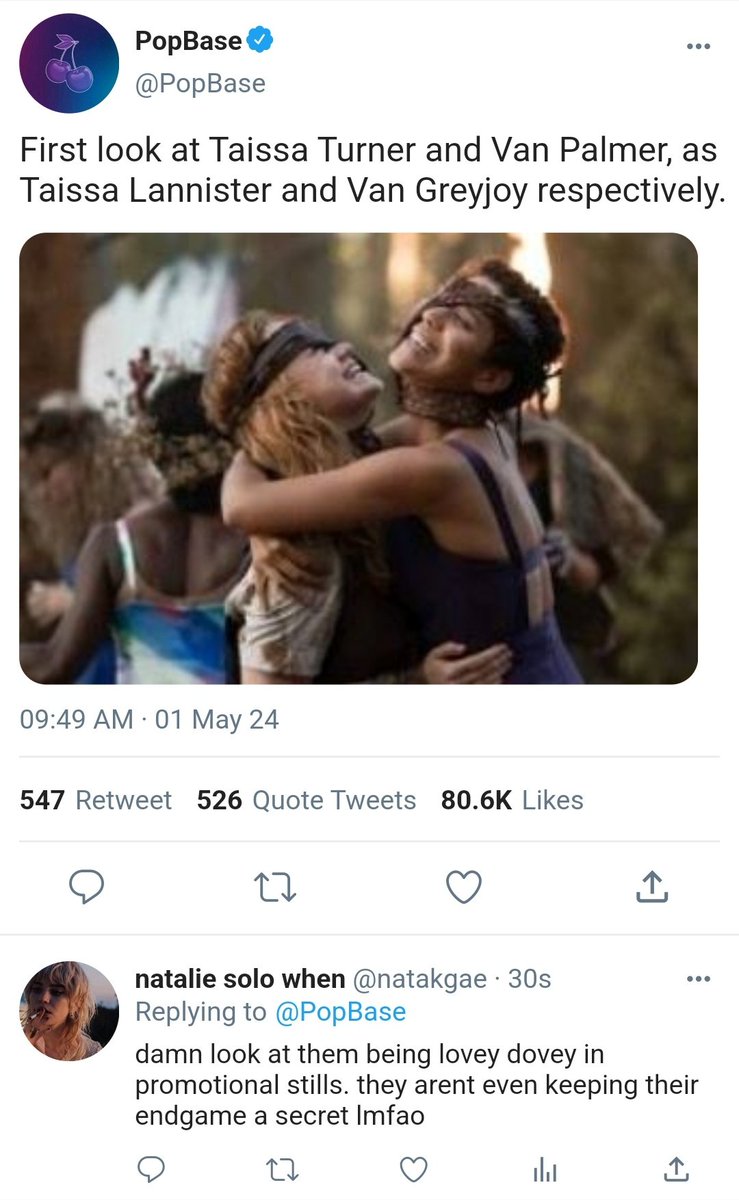 PopBase
@PopBase
First look at Taissa Turner and Van Palmer, as
Taissa Lannister and Van Greyjoy respectively.
09:49 AM · 01 May 24
547 Retweet 526 Quote Tweets 80.6K Likes
natalie solo when @natakgae · 30s
Replying to @PopBase
damn look at them being lovey dovey in
promotional stills. they arent even keeping their
endgame a secret lmfao